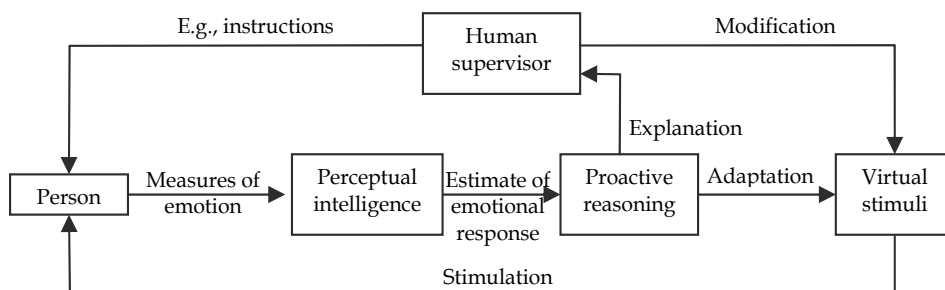 E.g., instructions
Human
supervisor
Modification
Explanation
Person
Measures of
emotion
Perceptual
intelligence
Estimate of
emotional
response
Proactive
reasoning
Adaptation
Virtual
stimuli
Stimulation